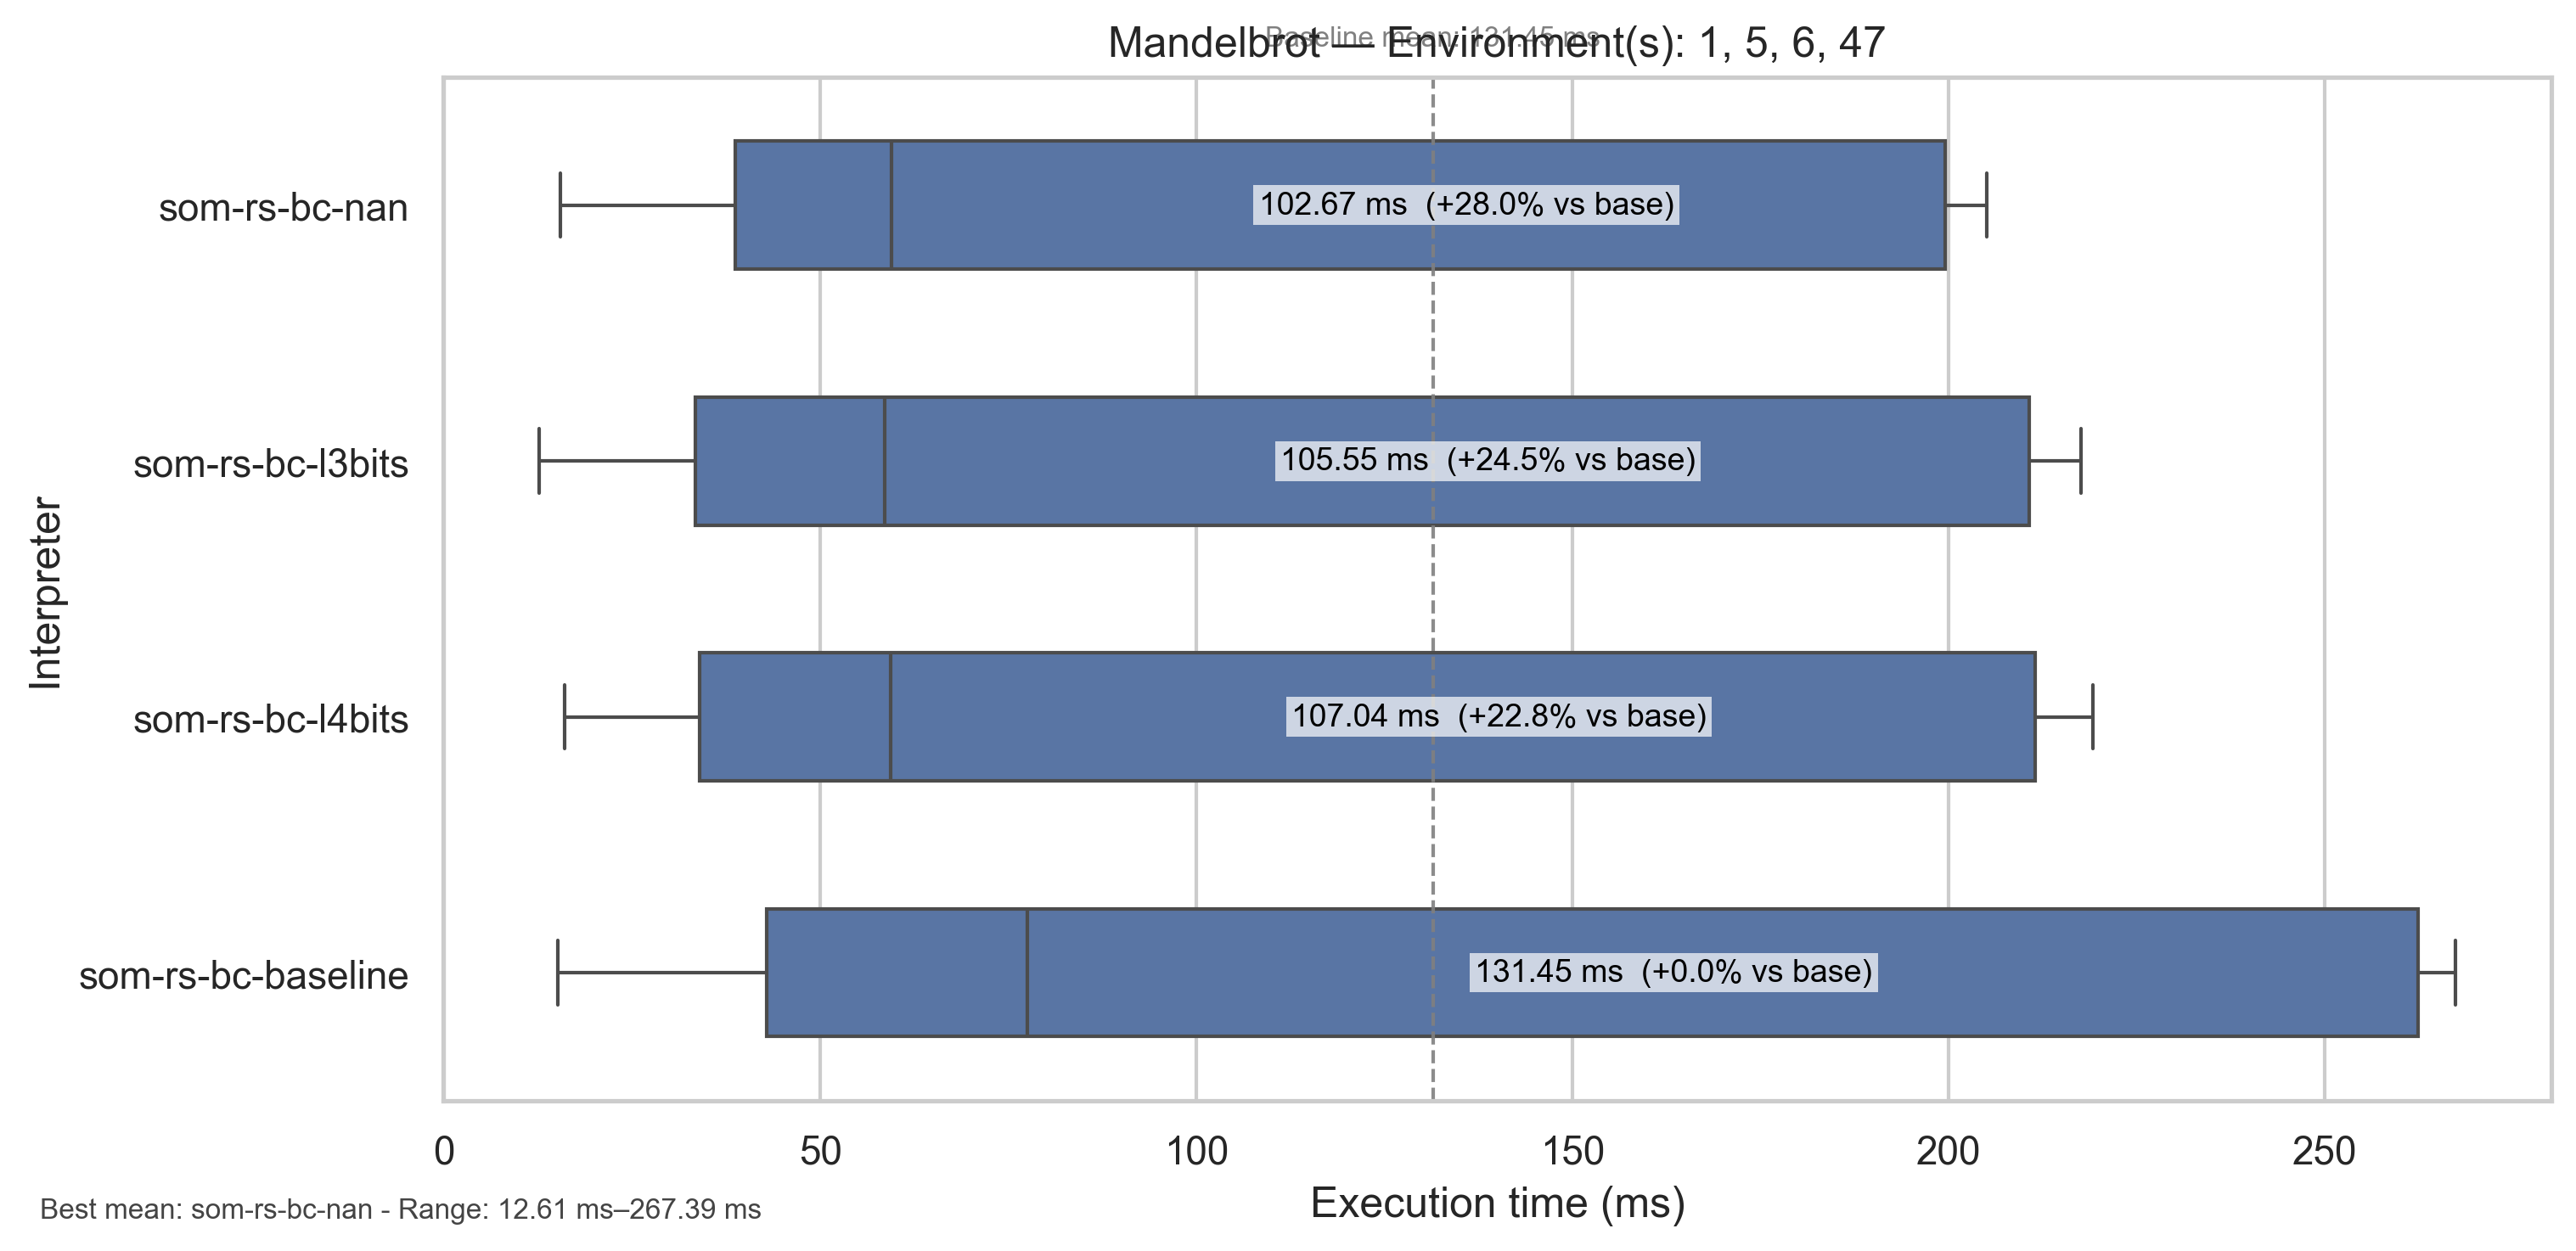 Baseline mean: 131.45 ms
Mandelbrot — Environment(s): 1, 5, 6, 47
som-rs-bc-nan
102.67 ms (+28.0% vs base)
som-rs-bc-l3bits
105.55 ms (+24.5% vs base)
Interpreter
som-rs-bc-l4bits
107.04 ms (+22.8% vs base)
som-rs-bc-baseline
131.45 ms (+0.0% vs base)
0 50 100 150 200 250
Execution time (ms)
Best mean: som-rs-bc-nan - Range: 12.61 ms–267.39 ms